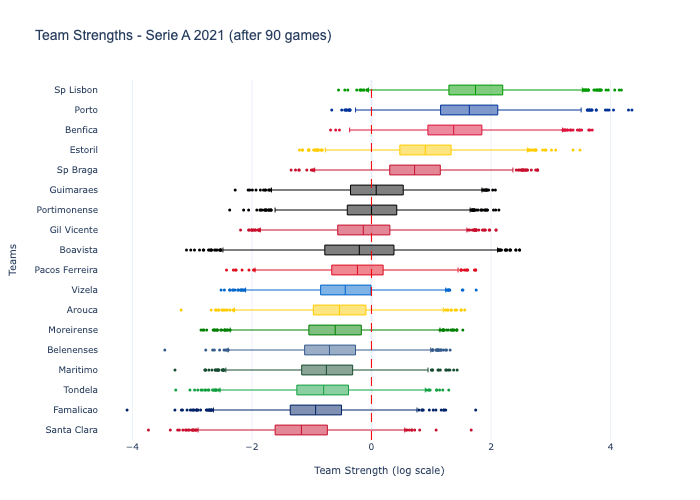 Team Strengths - Serie A 2021 (after 90 games)
Sp Lisbon
Porto
Benfica
Estoril
Sp Braga
Guimaraes
Portimonense
Gil Vicente
Boavista
Pacos Ferreira
Vizela
Arouca
Moreirense
Belenenses
Maritimo
Tondela
Famalicao
Santa Clara
Teams
−4 −2 0 2 4
Team Strength (log scale)